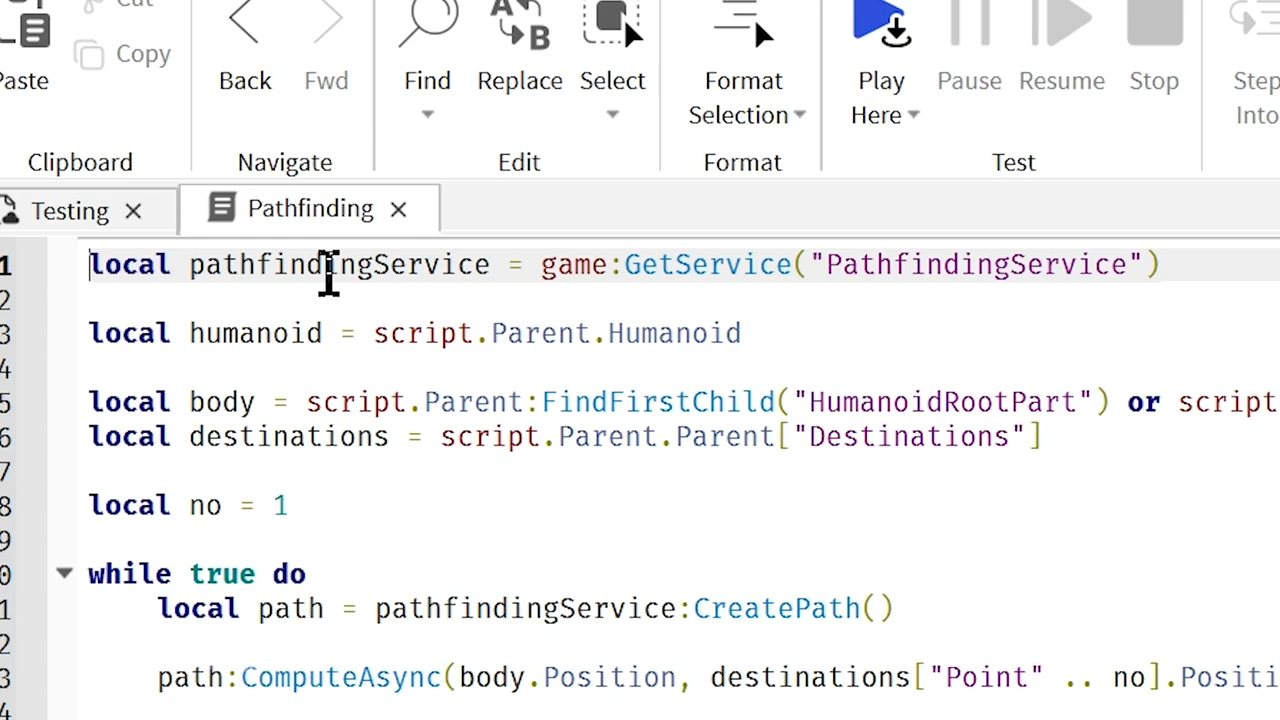 Cut
Paste
Copy
Back
Fwd
Find
Replace
Select
Format
Selection
Play
Here
Pause
Resume
Stop
Step
Into
Clipboard
Navigate
Edit
Format
Test
Testing
Pathfinding
1 local pathfindingService = game:GetService("PathfindingService")
2
3 local humanoid = script.Parent.Humanoid
4
5 local body = script.Parent:FindFirstChild("HumanoidRootPart") or script
6 local destinations = script.Parent.Parent["Destinations"]
7
8 local no = 1
9
0 while true do
1 local path = pathfindingService:CreatePath()
2
3 path:ComputeAsync(body.Position, destinations["Point" .. no].Positi
4